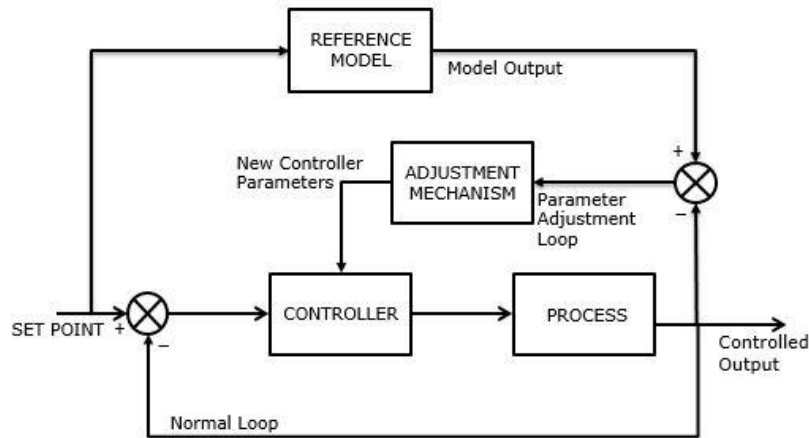 REFERENCE
MODEL
Model Output
New Controller
Parameters
ADJUSTMENT
MECHANISM
+
−
Parameter
Adjustment
Loop
SET POINT
+
−
CONTROLLER
PROCESS
Controlled
Output
Normal Loop